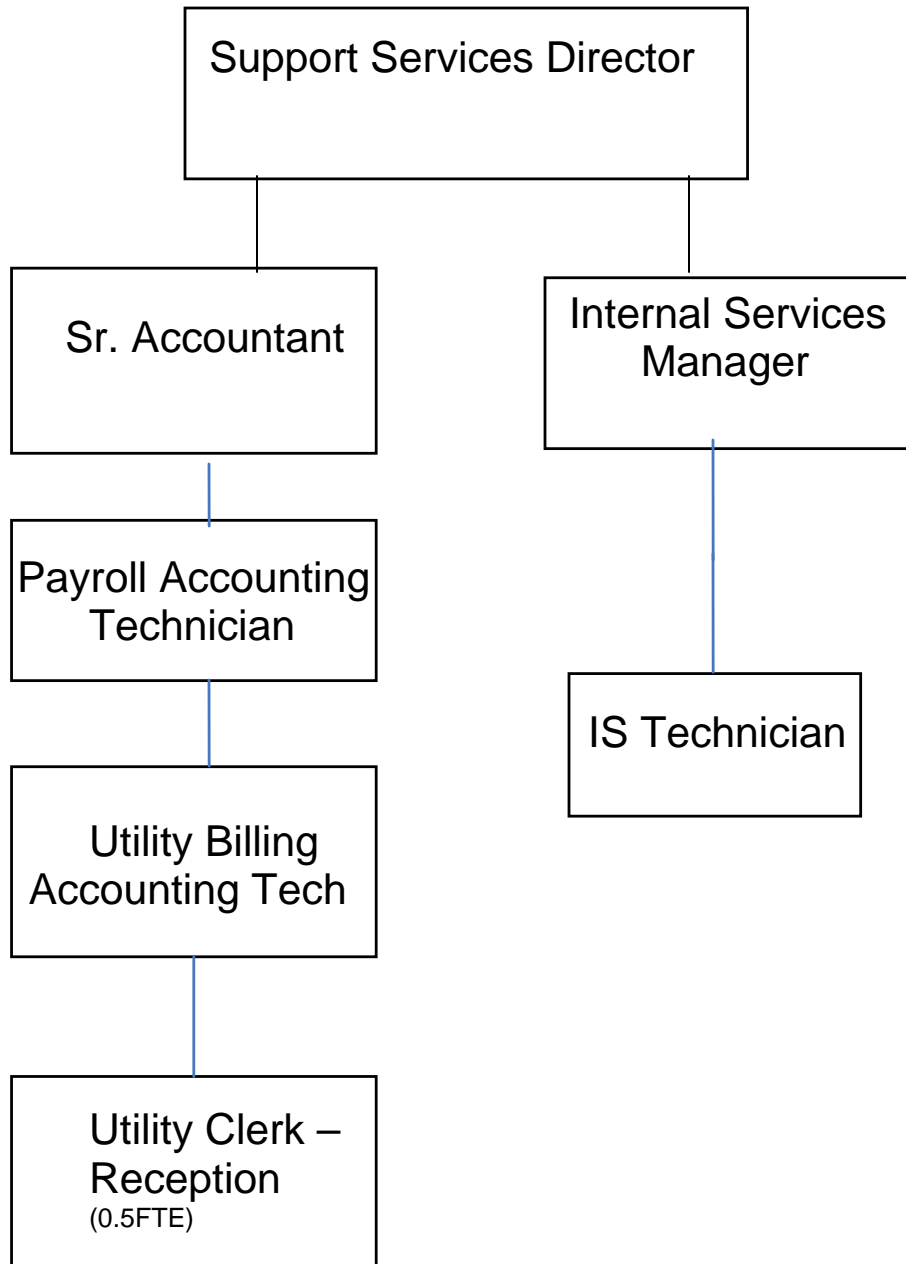 Support Services Director
Sr. Accountant
Internal Services
Manager
Payroll Accounting
Technician
IS Technician
Utility Billing
Accounting Tech
Utility Clerk –
Reception
(0.5FTE)